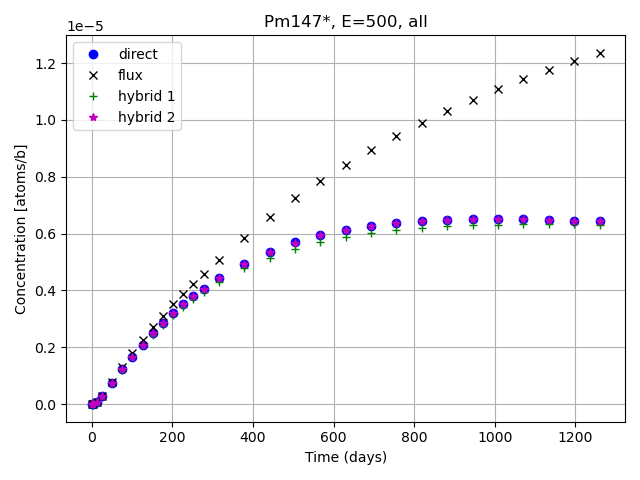 Pm147*, E=500, all
1e−5
direct
flux
hybrid 1
hybrid 2
1.2
1.0
0.8
0.6
0.4
0.2
0.0
Concentration [atoms/b]
0 200 400 600 800 1000 1200
Time (days)